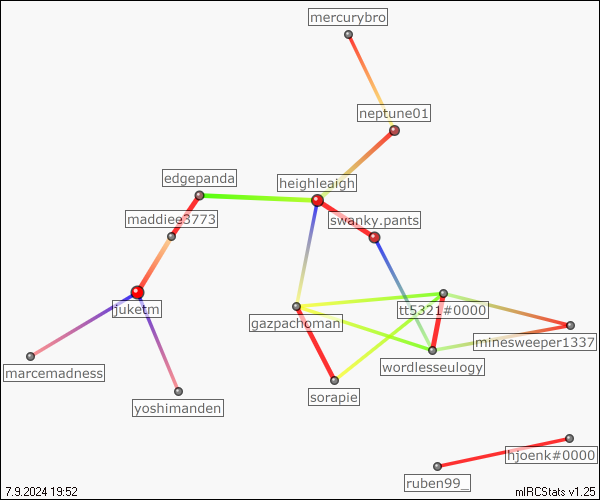 mercurybro
neptune01
edgepanda
heighleaigh
maddiee3773
swanky.pants
juketm
tt5321#0000
gazpachoman
minesweeper1337
marcemadness
wordlesseulogy
sorapie
yoshimanden
hjoenk#0000
ruben99_
7.9.2024 19:52
mIRCStats v1.25